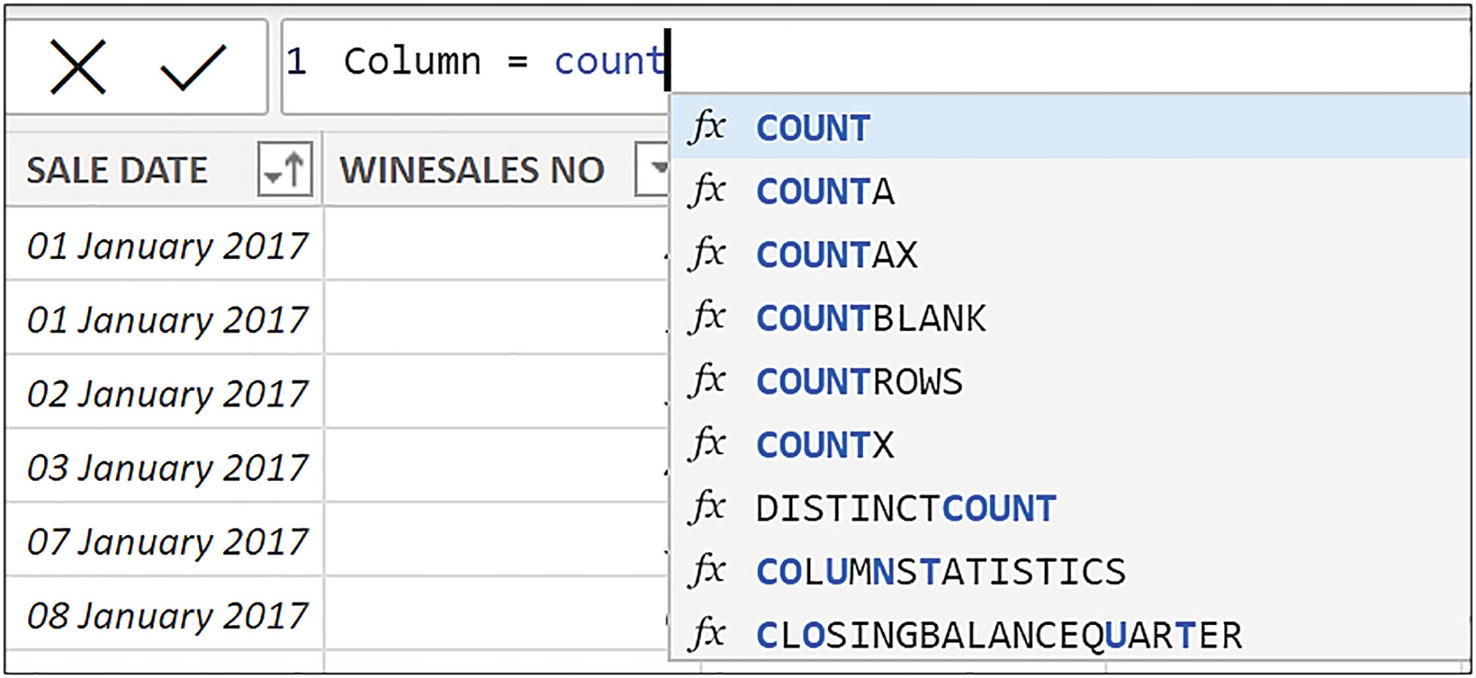 1 Column = count
SALE DATE WINESALES NO
01 January 2017
01 January 2017
02 January 2017
03 January 2017
07 January 2017
08 January 2017
fx COUNT
fx COUNTA
fx COUNTAX
fx COUNTBLANK
fx COUNTROWS
fx COUNTX
fx DISTINCTCOUNT
fx COLUMNSTATISTICS
fx CLOSINGBALANCEQUARTER